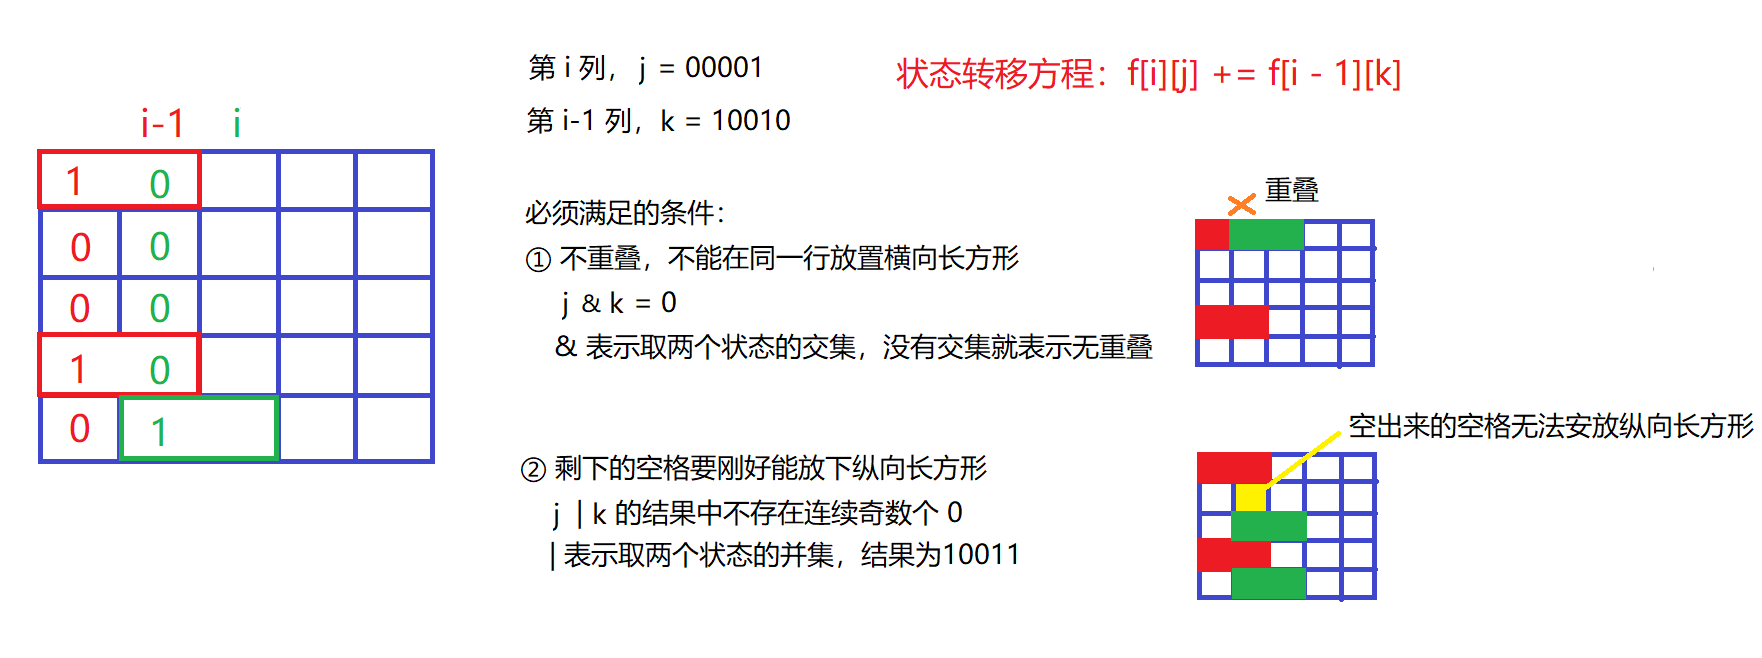 第 i 列，j = 00001
第 i-1 列，k = 10010
状态转移方程：f[i][j] += f[i - 1][k]
i-1 i
1 0
0 0
0 0
1 0
0 1
必须满足的条件：
① 不重叠，不能在同一行放置横向长方形
j & k = 0
& 表示取两个状态的交集，没有交集就表示无重叠
重叠
② 剩下的空格要刚好能放下纵向长方形
j | k 的结果中不存在连续奇数个 0
| 表示取两个状态的并集，结果为10011
空出来的空格无法安放纵向长方形